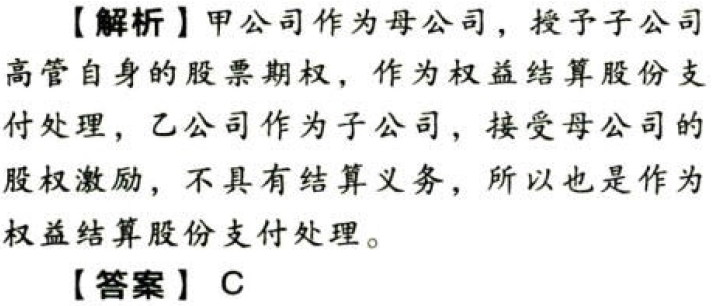 【解析】甲公司作为母公司，授予子公司
高管自身的股票期权，作为权益结算股份支
付处理，乙公司作为子公司，接受母公司的
股权激励，不具有结算义务，所以也是作为
权益结算股份支付处理。
【答案】 C